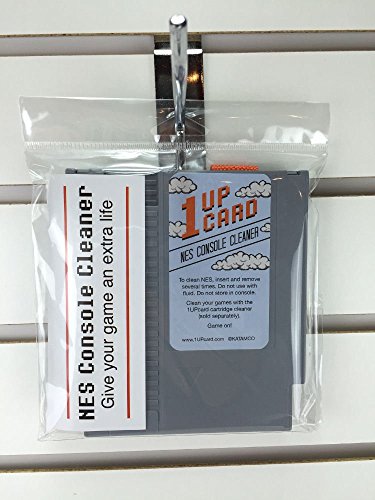 NES Console Cleaner
Give your game an extra life
1UP
CARD
NES CONSOLE CLEANER
To clean NES, insert and remove
several times. Do not use with
fluid. Do not store in console.
Clean your games with the
1UPcard cartridge cleaner
(sold separately).
Game on!
www.1UPcard.com ©KATAMCO